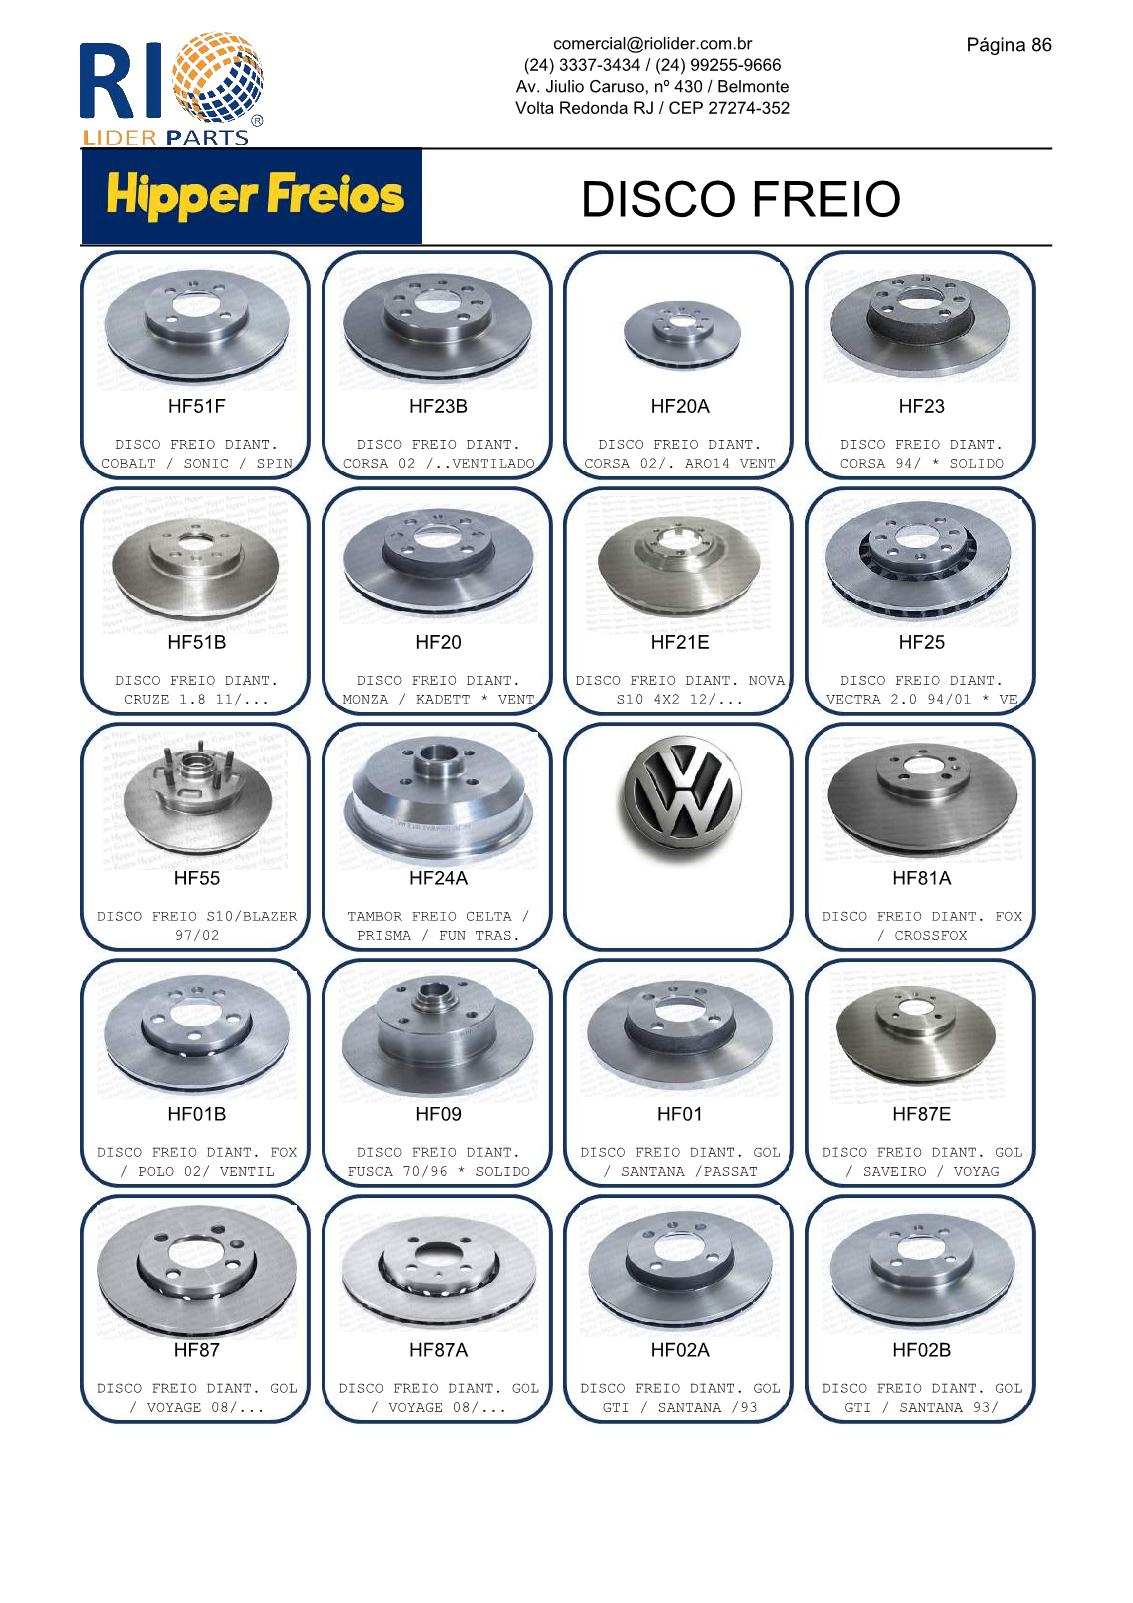 RIO
LIDER PARTS®
comercial@riolider.com.br
(24) 3337-3434 / (24) 99255-9666
Av. Jiulio Caruso, nº 430 / Belmonte
Volta Redonda RJ / CEP 27274-352
Página 86
Hipper Freios
DISCO FREIO
HF51F
DISCO FREIO DIANT.
COBALT / SONIC / SPIN
HF23B
DISCO FREIO DIANT.
CORSA 02 /..VENTILADO
HF20A
DISCO FREIO DIANT.
CORSA 02/. ARO14 VENT
HF23
DISCO FREIO DIANT.
CORSA 94/ * SOLIDO
HF51B
DISCO FREIO DIANT.
CRUZE 1.8 11/...
HF20
DISCO FREIO DIANT.
MONZA / KADETT * VENT
HF21E
DISCO FREIO DIANT. NOVA
S10 4X2 12/...
HF25
DISCO FREIO DIANT.
VECTRA 2.0 94/01 * VE
HF55
DISCO FREIO S10/BLAZER
97/02
HF24A
TAMBOR FREIO CELTA /
PRISMA / FUN TRAS.
HF81A
DISCO FREIO DIANT. FOX
/ CROSSFOX
HF01B
DISCO FREIO DIANT. FOX
/ POLO 02/ VENTIL
HF09
DISCO FREIO DIANT.
FUSCA 70/96 * SOLIDO
HF01
DISCO FREIO DIANT. GOL
/ SANTANA /PASSAT
HF87E
DISCO FREIO DIANT. GOL
/ SAVEIRO / VOYAG
HF87
DISCO FREIO DIANT. GOL
/ VOYAGE 08/...
HF87A
DISCO FREIO DIANT. GOL
/ VOYAGE 08/...
HF02A
DISCO FREIO DIANT. GOL
GTI / SANTANA /93
HF02B
DISCO FREIO DIANT. GOL
GTI / SANTANA 93/